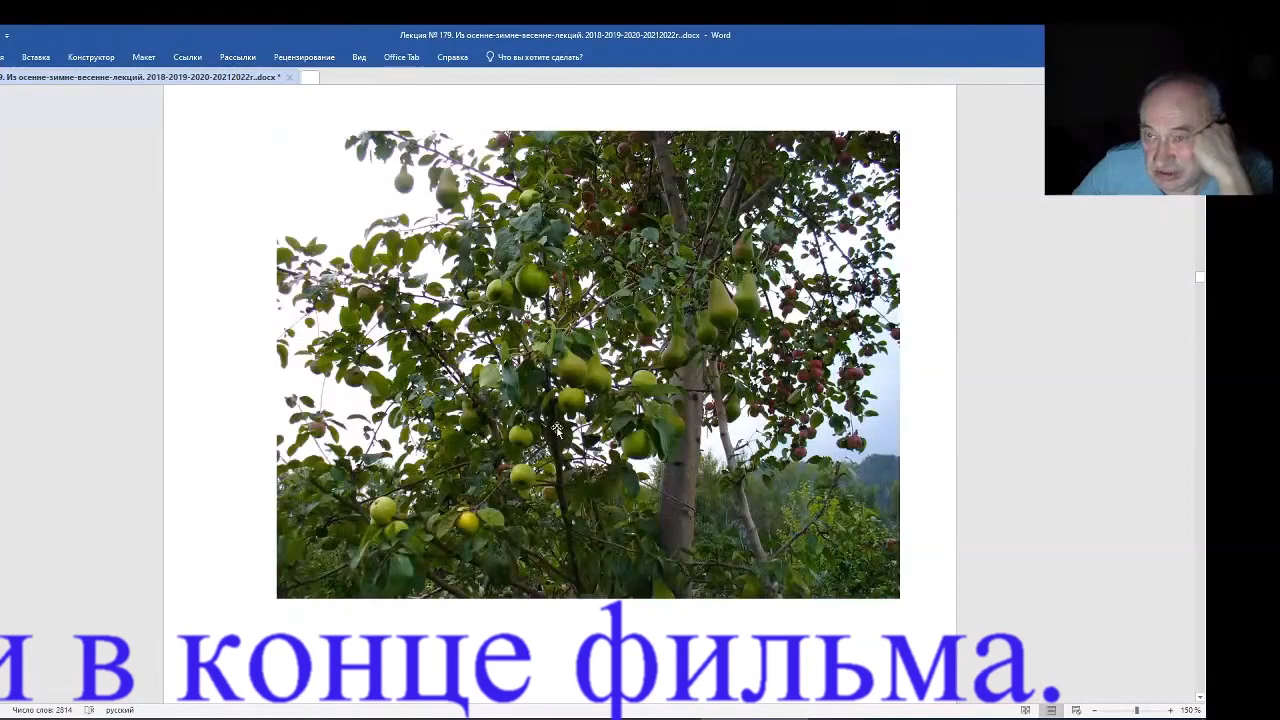 Лекция № 179. Из осенне-зимне-весенне-лекций. 2018-2019-2020-20212022г..docx - Word
я Вставка Конструктор Макет Ссылки Рассылки Рецензирование Вид Office Tab Справка Что вы хотите сделать?
9. Из осенне-зимне-весенне-лекций. 2018-2019-2020-20212022г..docx *
и в конце фильма.
Число слов: 2814 русский 150 %